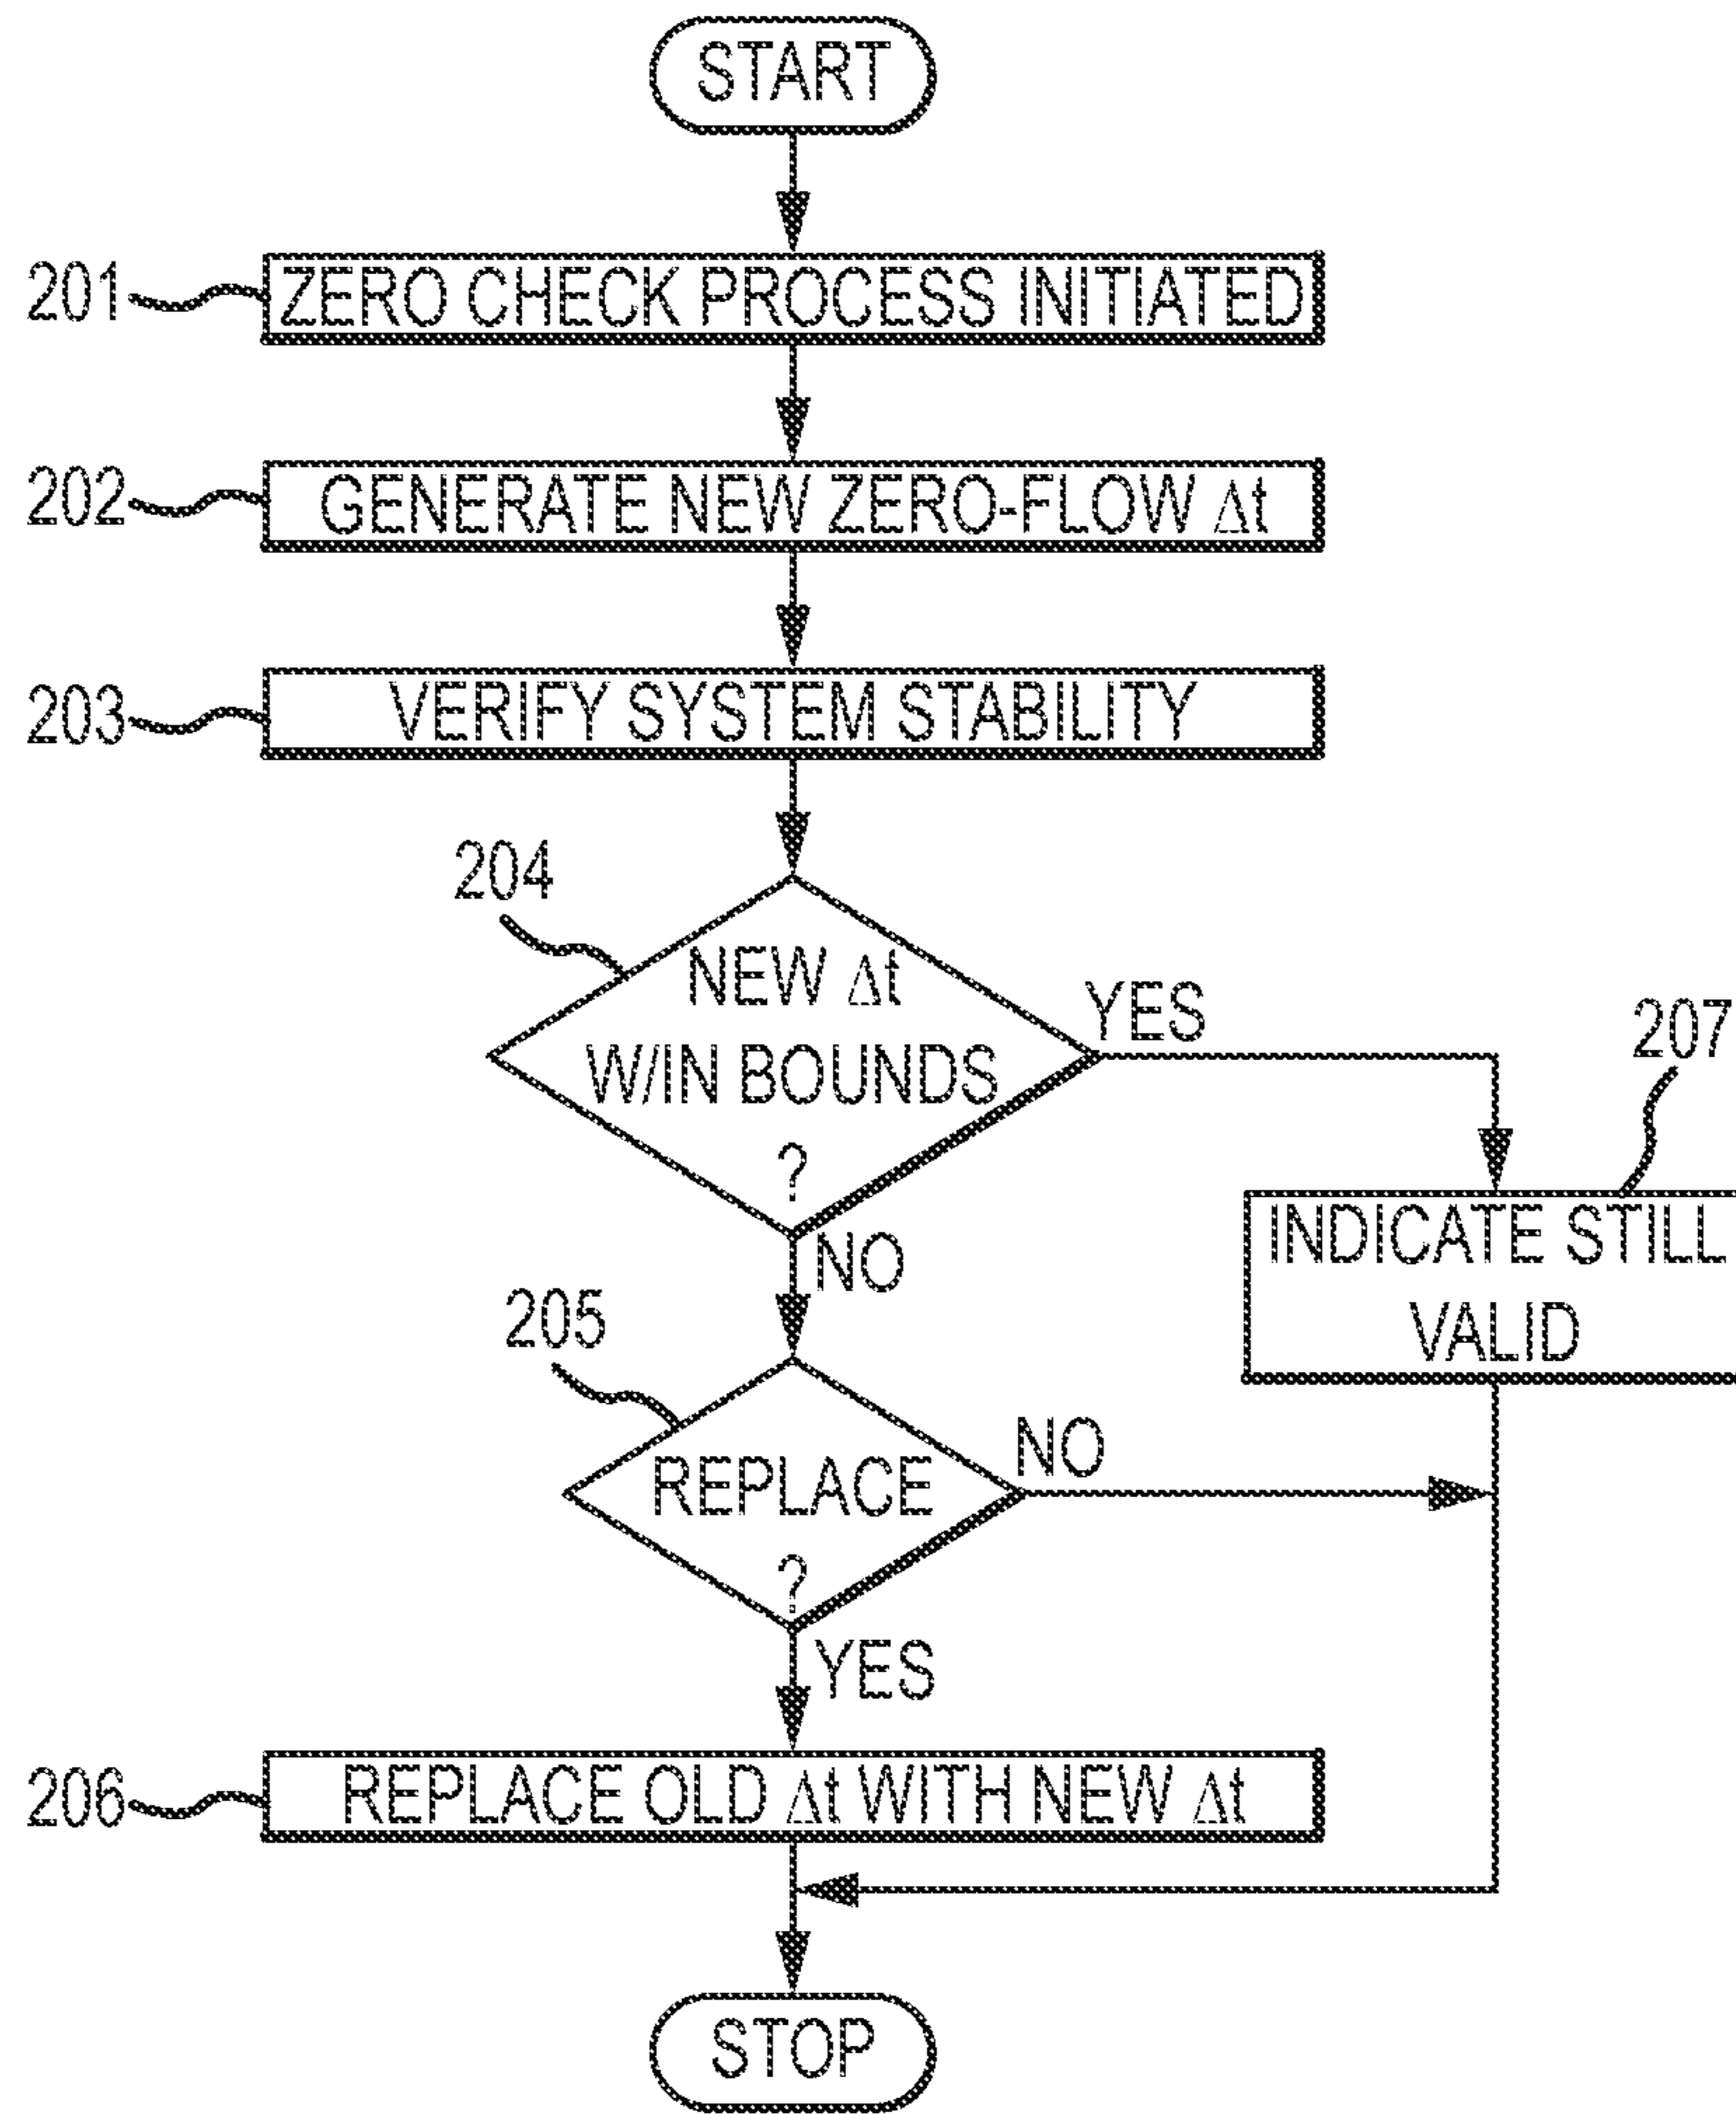 START
201
ZERO CHECK PROCESS INITIATED
202
GENERATE NEW ZERO-FLOW Δt
203
VERIFY SYSTEM STABILITY
204
NEW Δt
W/IN BOUNDS
?
YES
207
INDICATE STILL
VALID
NO
205
REPLACE
?
NO
YES
206
REPLACE OLD Δt WITH NEW Δt
STOP